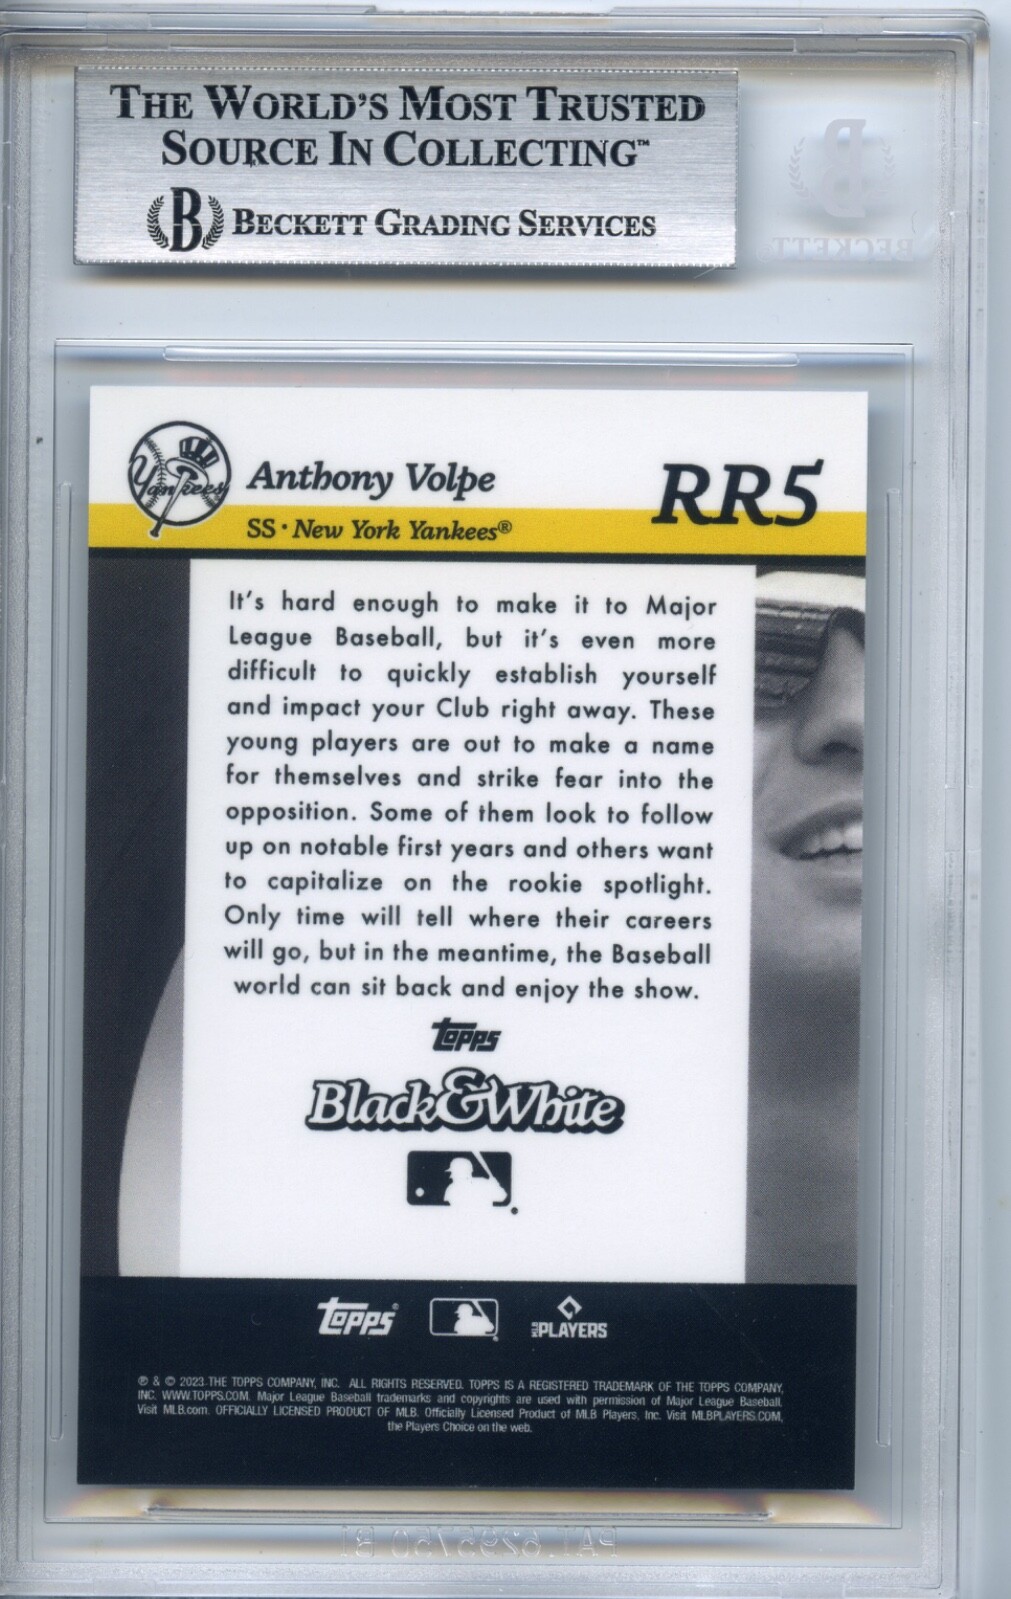 THE WORLD'S MOST TRUSTED
SOURCE IN COLLECTING™
B BECKETT GRADING SERVICES
B
BECKETT
Yankees
Anthony Volpe
RR5
SS · New York Yankees®
It's hard enough to make it to Major
League Baseball, but it's even more
difficult to quickly establish yourself
and impact your Club right away. These
young players are out to make a name
for themselves and strike fear into the
opposition. Some of them look to follow
up on notable first years and others want
to capitalize on the rookie spotlight.
Only time will tell where their careers
will go, but in the meantime, the Baseball
world can sit back and enjoy the show.
Topps
Black&White
Topps®
MLB PLAYERS
℗ & © 2023 THE TOPPS COMPANY, INC. ALL RIGHTS RESERVED. TOPPS IS A REGISTERED TRADEMARK OF THE TOPPS COMPANY,
INC. WWW.TOPPS.COM. Major League Baseball trademarks and copyrights are used with permission of Major League Baseball.
Visit MLB.com. OFFICIALLY LICENSED PRODUCT OF MLB. Officially Licensed Product of MLB Players, Inc. Visit MLBPLAYERS.COM,
the Players Choice on the web.
PAT. 6295750 B1